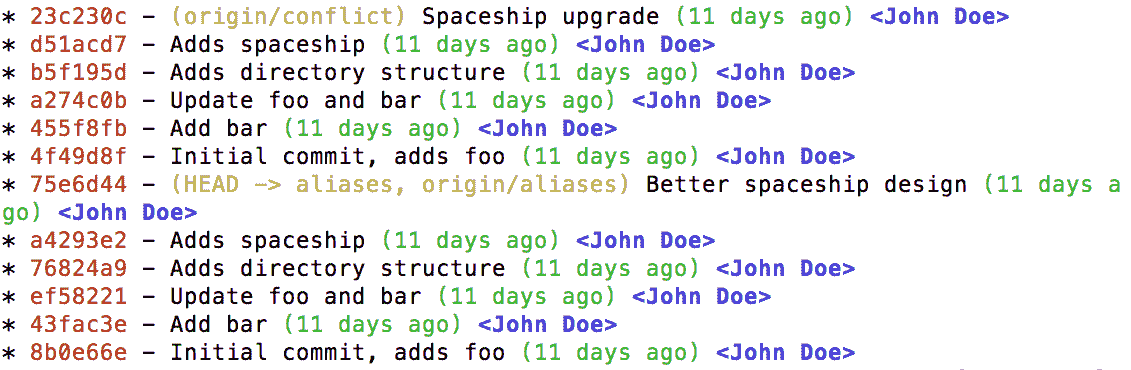 * 23c230c - (origin/conflict) Spaceship upgrade (11 days ago) <John Doe>
* d51acd7 - Adds spaceship (11 days ago) <John Doe>
* b5f195d - Adds directory structure (11 days ago) <John Doe>
* a274c0b - Update foo and bar (11 days ago) <John Doe>
* 455f8fb - Add bar (11 days ago) <John Doe>
* 4f49d8f - Initial commit, adds foo (11 days ago) <John Doe>
* 75e6d44 - (HEAD -> aliases, origin/aliases) Better spaceship design (11 days a
go) <John Doe>
* a4293e2 - Adds spaceship (11 days ago) <John Doe>
* 76824a9 - Adds directory structure (11 days ago) <John Doe>
* ef58221 - Update foo and bar (11 days ago) <John Doe>
* 43fac3e - Add bar (11 days ago) <John Doe>
* 8b0e66e - Initial commit, adds foo (11 days ago) <John Doe>